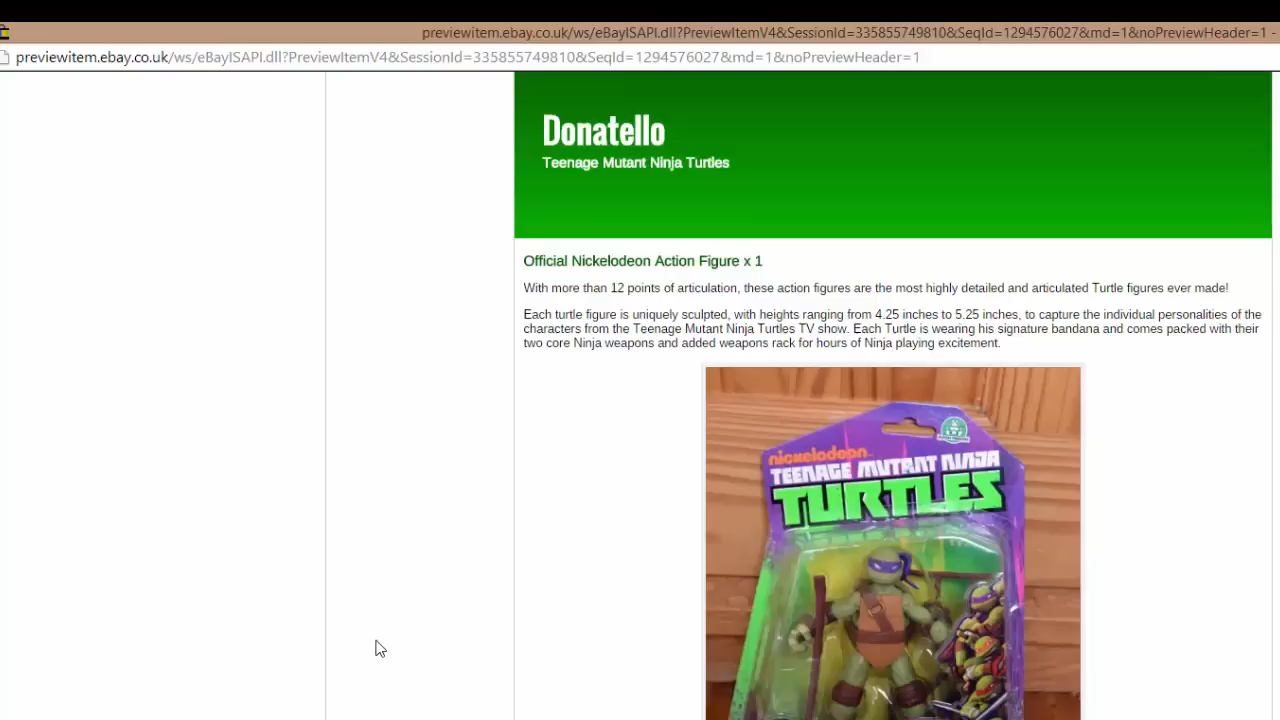 previewitem.ebay.co.uk/ws/eBayISAPI.dll?PreviewItemV4&SessionId=335855749810&SeqId=1294576027&md=1&noPreviewHeader=1 -
previewitem.ebay.co.uk/ws/eBayISAPI.dll?PreviewItemV4&SessionId=335855749810&SeqId=1294576027&md=1&noPreviewHeader=1
Donatello
Teenage Mutant Ninja Turtles
Official Nickelodeon Action Figure x 1
With more than 12 points of articulation, these action figures are the most highly detailed and articulated Turtle figures ever made!
Each turtle figure is uniquely sculpted, with heights ranging from 4.25 inches to 5.25 inches, to capture the individual personalities of the
characters from the Teenage Mutant Ninja Turtles TV show. Each Turtle is wearing his signature bandana and comes packed with their
two core Ninja weapons and added weapons rack for hours of Ninja playing excitement.
nickelodeon
TEENAGE MUTANT NINJA
TURTLES